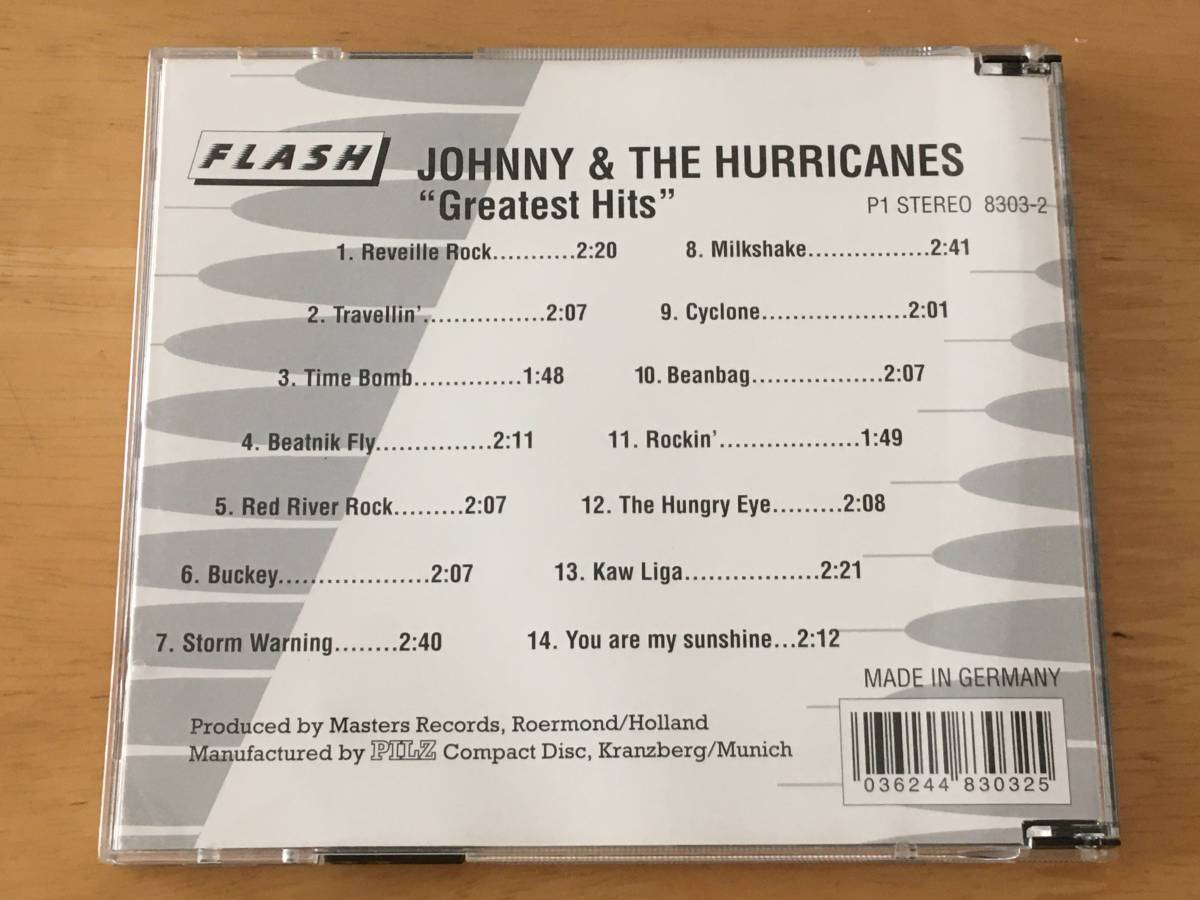 FLASH
JOHNNY & THE HURRICANES
“Greatest Hits”
P1 STEREO 8303-2
1. Reveille Rock...........2:20
2. Travellin’................2:07
3. Time Bomb..............1:48
4. Beatnik Fly...............2:11
5. Red River Rock.........2:07
6. Buckey....................2:07
7. Storm Warning........2:40
8. Milkshake................2:41
9. Cyclone...................2:01
10. Beanbag.................2:07
11. Rockin’..................1:49
12. The Hungry Eye.........2:08
13. Kaw Liga..................2:21
14. You are my sunshine...2:12
MADE IN GERMANY
Produced by Masters Records, Roermond/Holland
Manufactured by PILZ Compact Disc, Kranzberg/Munich
036244 830325